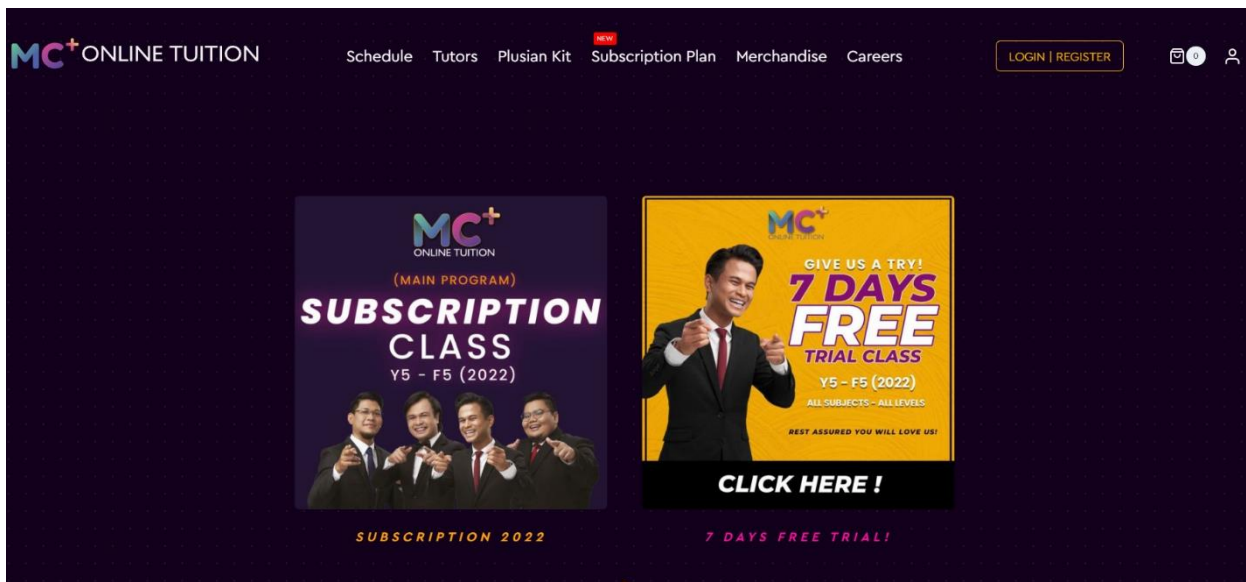 MC+ ONLINE TUITION
Schedule Tutors Plusian Kit Subscription Plan Merchandise Careers
NEW
LOGIN | REGISTER
0
MC+
ONLINE TUITION
(MAIN PROGRAM)
SUBSCRIPTION
CLASS
Y5 - F5 (2022)
SUBSCRIPTION 2022
MC+
ONLINE TUITION
GIVE US A TRY!
7 DAYS
FREE
TRIAL CLASS
Y5 - F5 (2022)
ALL SUBJECTS - ALL LEVELS
REST ASSURED YOU WILL LOVE US!
CLICK HERE !
7 DAYS FREE TRIAL!